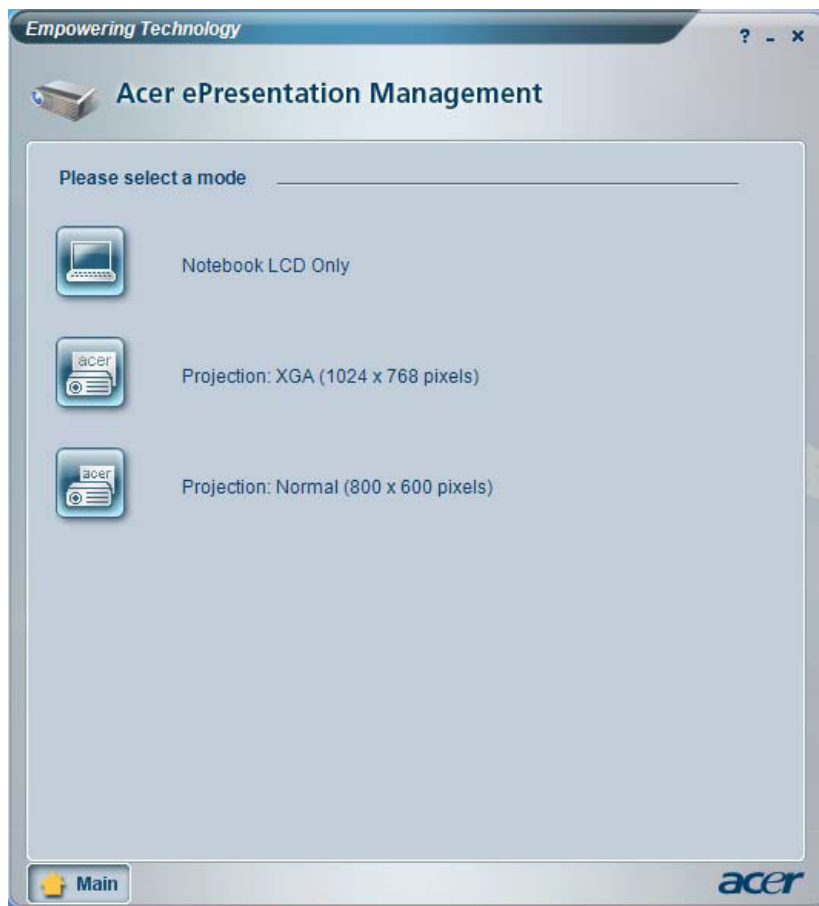 Empowering Technology
? - x
Acer ePresentation Management
Please select a mode
Notebook LCD Only
acer
Projection: XGA (1024 x 768 pixels)
acer
Projection: Normal (800 x 600 pixels)
Main
acer